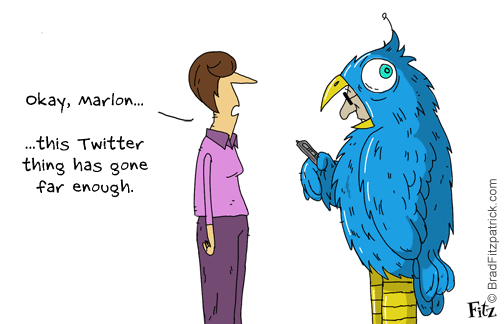 Okay, Marlon...
...this Twitter
thing has gone
far enough.
© BradFitzpatrick.com
Fitz